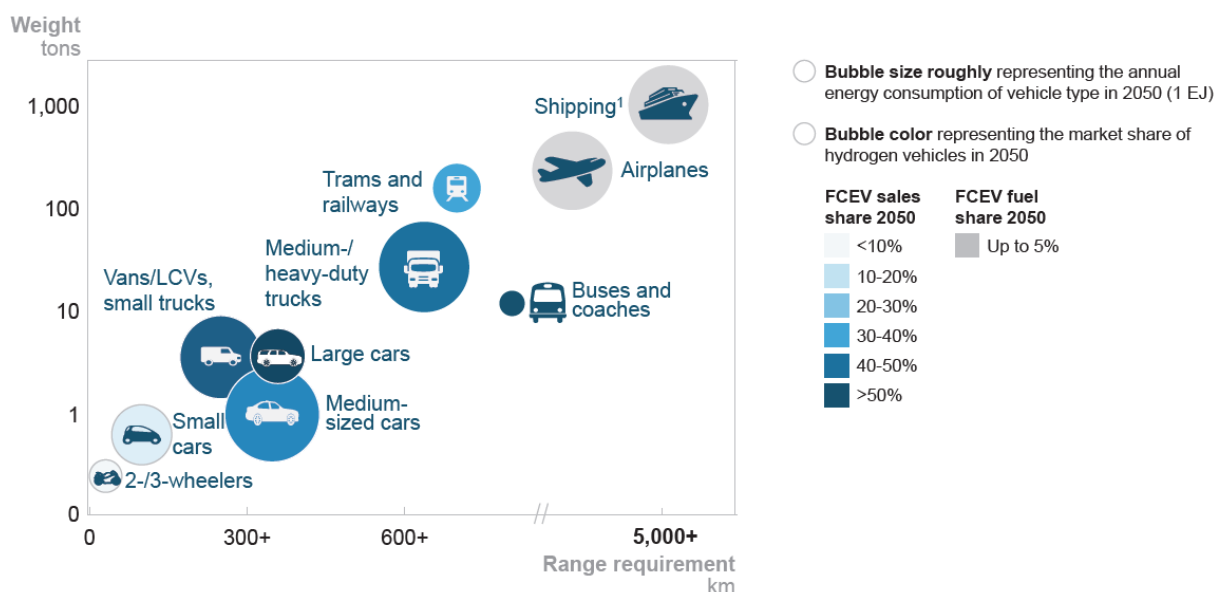 Weight
tons
1,000
100
10
1
0
Shipping1
Airplanes
Trams and
railways
Medium-/
heavy-duty
trucks
Vans/LCVs,
small trucks
Buses and
coaches
Large cars
Medium-
sized cars
Small
cars
2-/3-wheelers
0
300+
600+
5,000+
Range requirement
km
Bubble size roughly representing the annual
energy consumption of vehicle type in 2050 (1 EJ)
Bubble color representing the market share of
hydrogen vehicles in 2050
FCEV sales
share 2050
<10%
10-20%
20-30%
30-40%
40-50%
>50%
FCEV fuel
share 2050
Up to 5%